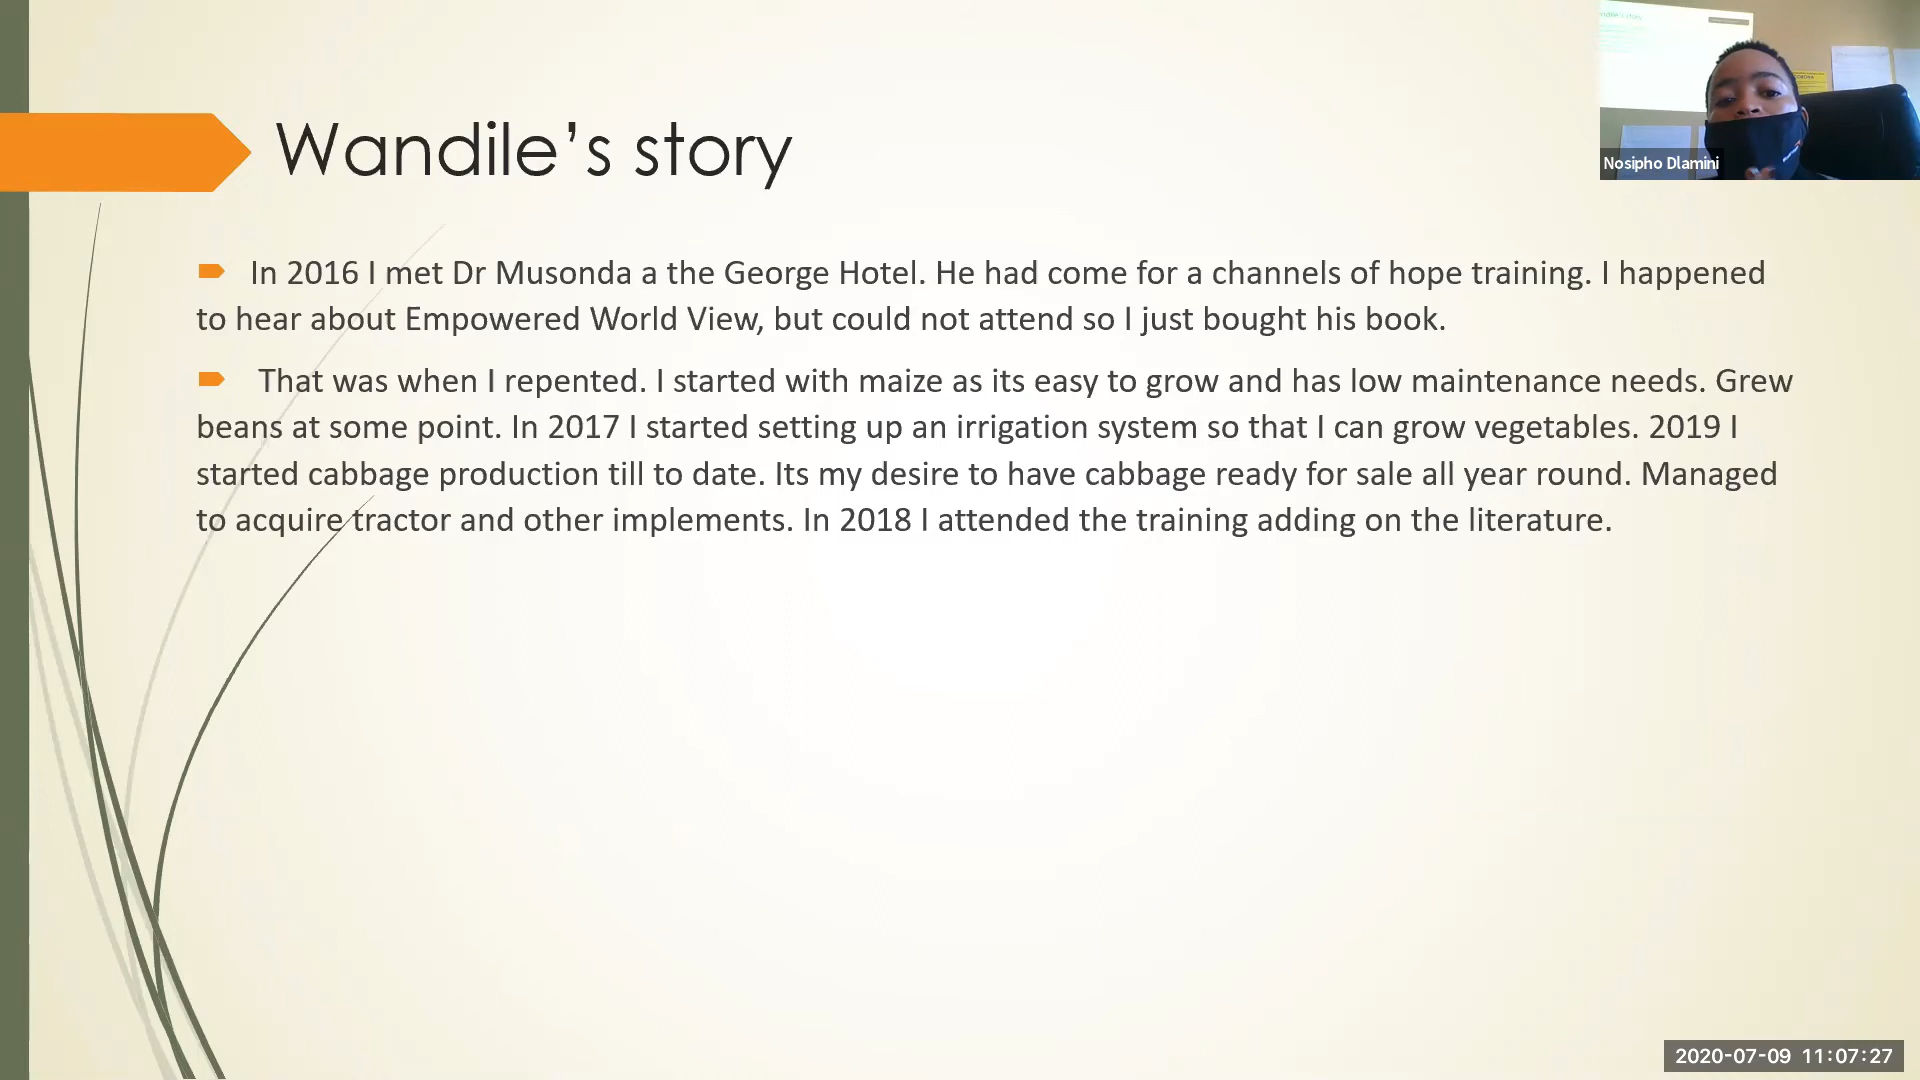 Wandile’s story
Nosipho Dlamini
In 2016 I met Dr Musonda a the George Hotel. He had come for a channels of hope training. I happened
to hear about Empowered World View, but could not attend so I just bought his book.
That was when I repented. I started with maize as its easy to grow and has low maintenance needs. Grew
beans at some point. In 2017 I started setting up an irrigation system so that I can grow vegetables. 2019 I
started cabbage production till to date. Its my desire to have cabbage ready for sale all year round. Managed
to acquire tractor and other implements. In 2018 I attended the training adding on the literature.
2020-07-09 11:07:27